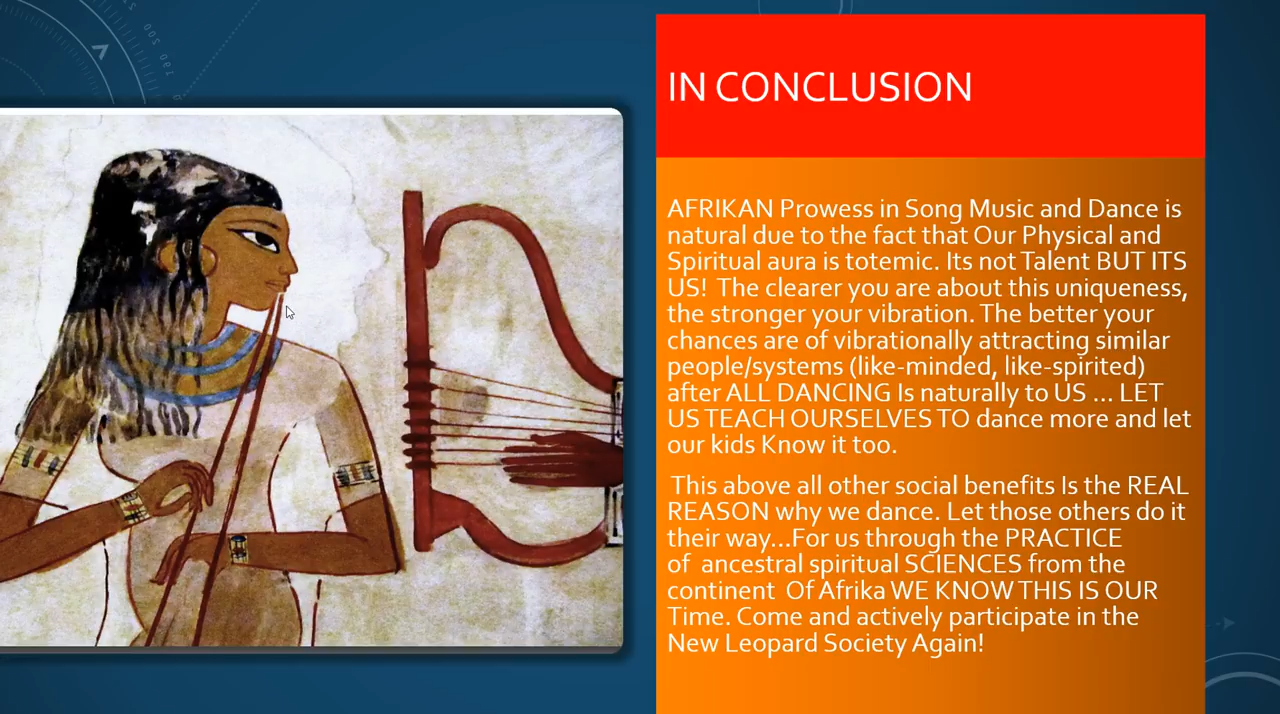 IN CONCLUSION
AFRIKAN Prowess in Song Music and Dance is
natural due to the fact that Our Physical and
Spiritual aura is totemic. Its not Talent BUT ITS
US! The clearer you are about this uniqueness,
the stronger your vibration. The better your
chances are of vibrationally attracting similar
people/systems (like-minded, like-spirited)
after ALL DANCING Is naturally to US ... LET
US TEACH OURSELVES TO dance more and let
our kids Know it too.
This above all other social benefits Is the REAL
REASON why we dance. Let those others do it
their way...For us through the PRACTICE
of ancestral spiritual SCIENCES from the
continent Of Afrika WE KNOW THIS IS OUR
Time. Come and actively participate in the
New Leopard Society Again!